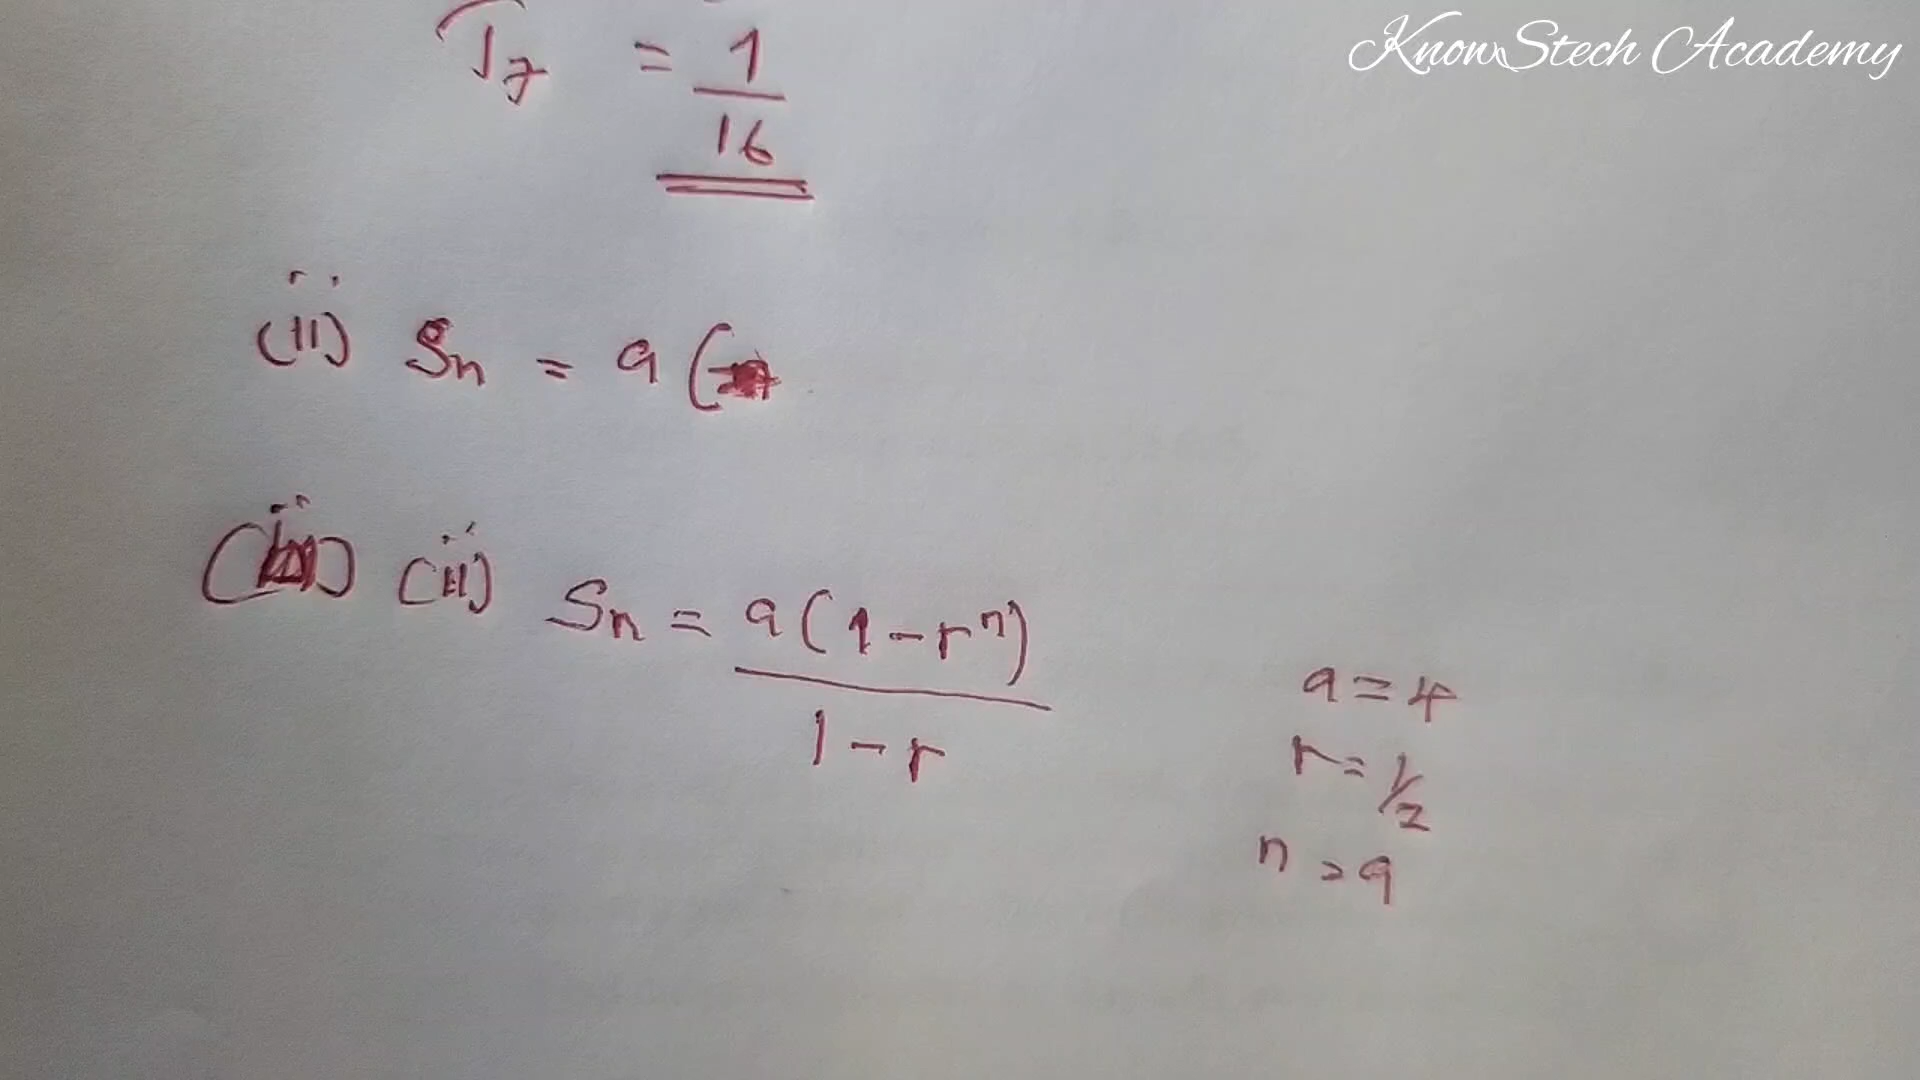 KnowStech Academy
T7 = 1/16
(ii) Sn = a (
(ii) Sn = a(1-r^n)/1-r
a = 4
r = 1/2
n = 9